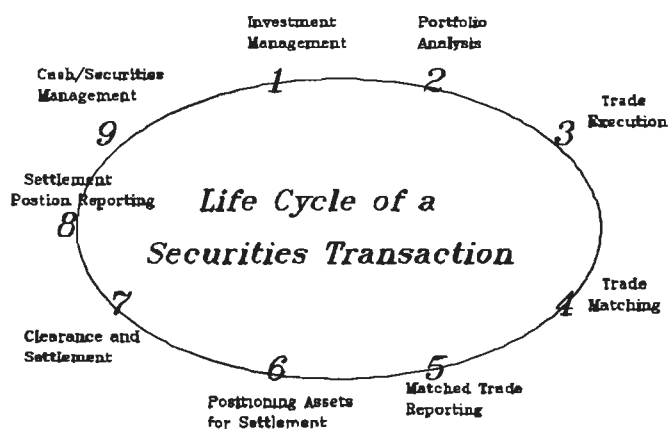 Investment
Management
1
Portfolio
Analysis
2
Trade
Execution
3
Trade
Matching
4
Matched Trade
Reporting
5
Positioning Assets
for Settlement
6
Clearance and
Settlement
7
Settlement
Postion Reporting
8
Cash/Securities
Management
9
Life Cycle of a
Securities Transaction